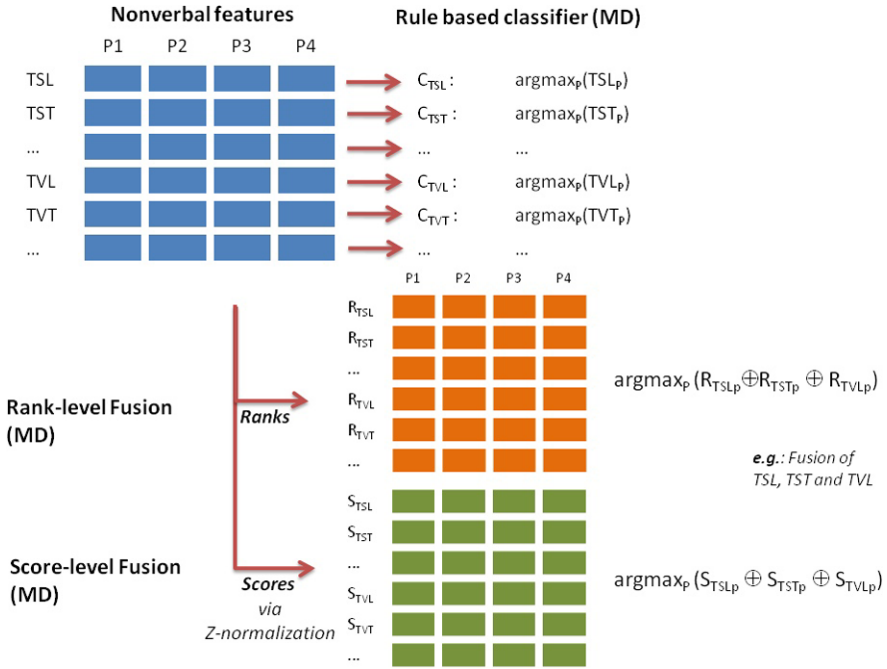 Nonverbal features
Rule based classifier (MD)
P1 P2 P3 P4
TSL C_TSL : argmax_P(TSL_P)
TST C_TST : argmax_P(TST_P)
... ... ...
TVL C_TVL : argmax_P(TVL_P)
TVT C_TVT : argmax_P(TVT_P)
... ... ...
P1 P2 P3 P4
R_TSL
R_TST
...
R_TVL
R_TVT
...
argmax_P (R_TSLp⊕R_TSTp ⊕ R_TVLp)
Rank-level Fusion
(MD)
Ranks
e.g.: Fusion of
TSL, TST and TVL
S_TSL
S_TST
...
S_TVL
S_TVT
...
argmax_P (S_TSLp ⊕ S_TSTp ⊕ S_TVLp)
Score-level Fusion
(MD)
Scores
via
Z-normalization